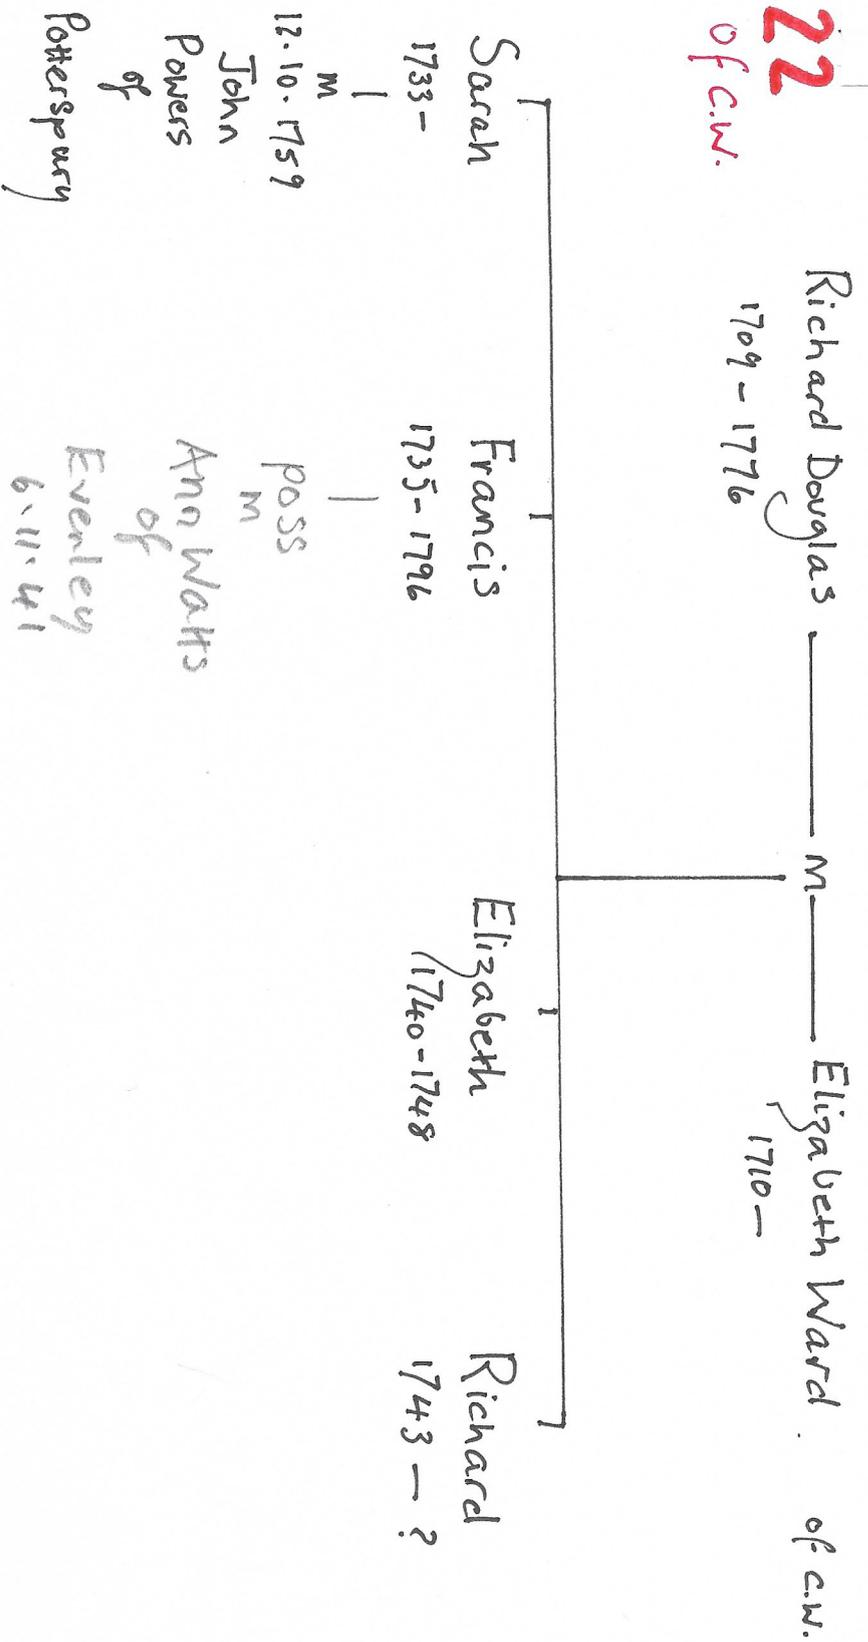 22
of C.W.
Richard Douglas — M — Elizabeth Ward . of C.W.
1709 - 1776
1710 —
Sarah
1733 -
m
12.10.1759
John
Powers
of
Potterspury
Francis
1735 - 1796
poss
m
Ann Watts
of
Evenley
6.11.41
Elizabeth
1740 - 1748
Richard
1743 — ?